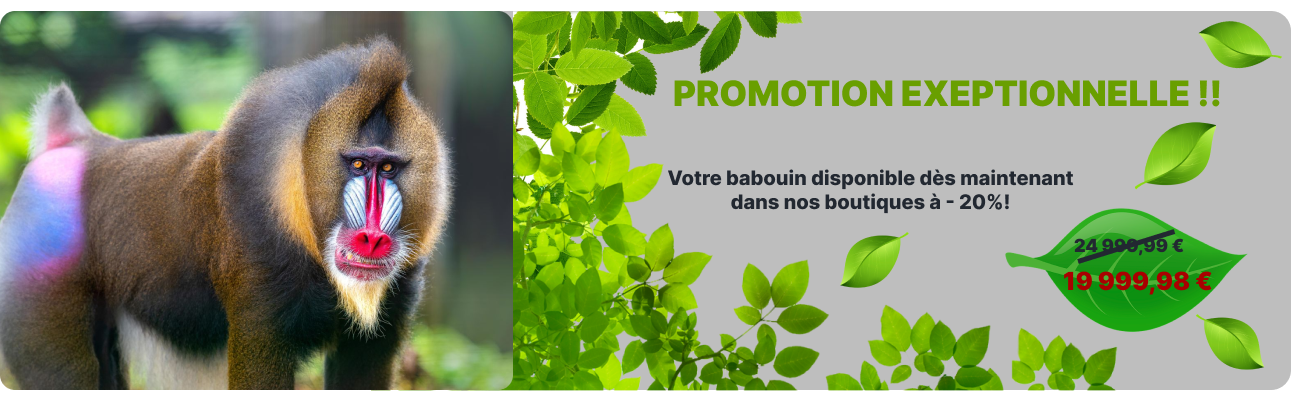 PROMOTION EXEPTIONNELLE !!
Votre babouin disponible dès maintenant
dans nos boutiques à - 20%!
24 999,99 €
19 999,98 €